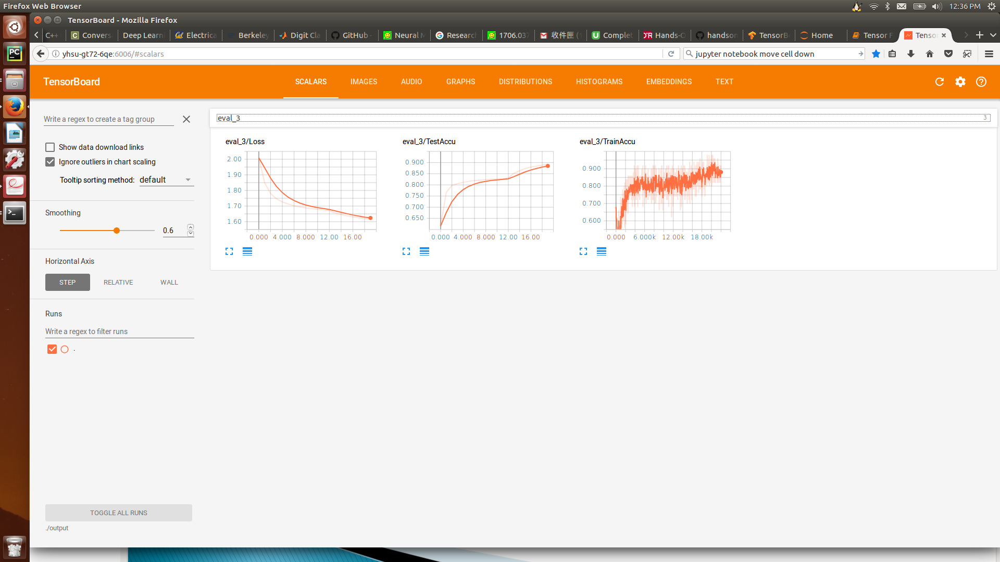 Firefox Web Browser
12:36 PM
TensorBoard - Mozilla Firefox
C++
Convers
Deep Learni
Electrica
Berkeley
Digit Cla
GitHub -
Neural M
Research
1706.037
收件匣 (1
Complet
Hands-O
handson
TensorB
Home
Tensor F
Tenso
yhsu-gt72-6qe:6006/#scalars
jupyter notebook move cell down
TensorBoard
SCALARS
IMAGES
AUDIO
GRAPHS
DISTRIBUTIONS
HISTOGRAMS
EMBEDDINGS
TEXT
Write a regex to create a tag group
Show data download links
Ignore outliers in chart scaling
Tooltip sorting method: default
Smoothing
0.6
Horizontal Axis
STEP
RELATIVE
WALL
Runs
Write a regex to filter runs
.
TOGGLE ALL RUNS
./output
eval_3
3
eval_3/Loss
2.00
1.90
1.80
1.70
1.60
0.000 4.000 8.000 12.00 16.00
eval_3/TestAccu
0.900
0.850
0.800
0.750
0.700
0.650
0.000 4.000 8.000 12.00 16.00
eval_3/TrainAccu
0.900
0.800
0.700
0.600
0.000 6.000k 12.00k 18.00k
PC